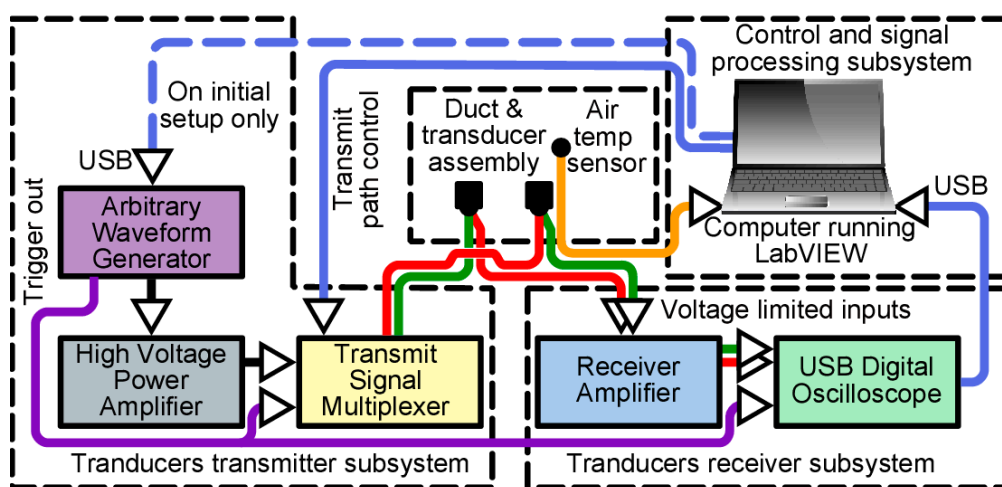 Control and signal
processing subsystem
On initial
setup only
Duct &
transducer
assembly
Air
temp
sensor
Transmit
path control
USB
USB
Trigger out
Arbitrary
Waveform
Generator
Computer running
LabVIEW
Voltage limited inputs
High Voltage
Power
Amplifier
Transmit
Signal
Multiplexer
Receiver
Amplifier
USB Digital
Oscilloscope
Tranducers transmitter subsystem
Tranducers receiver subsystem